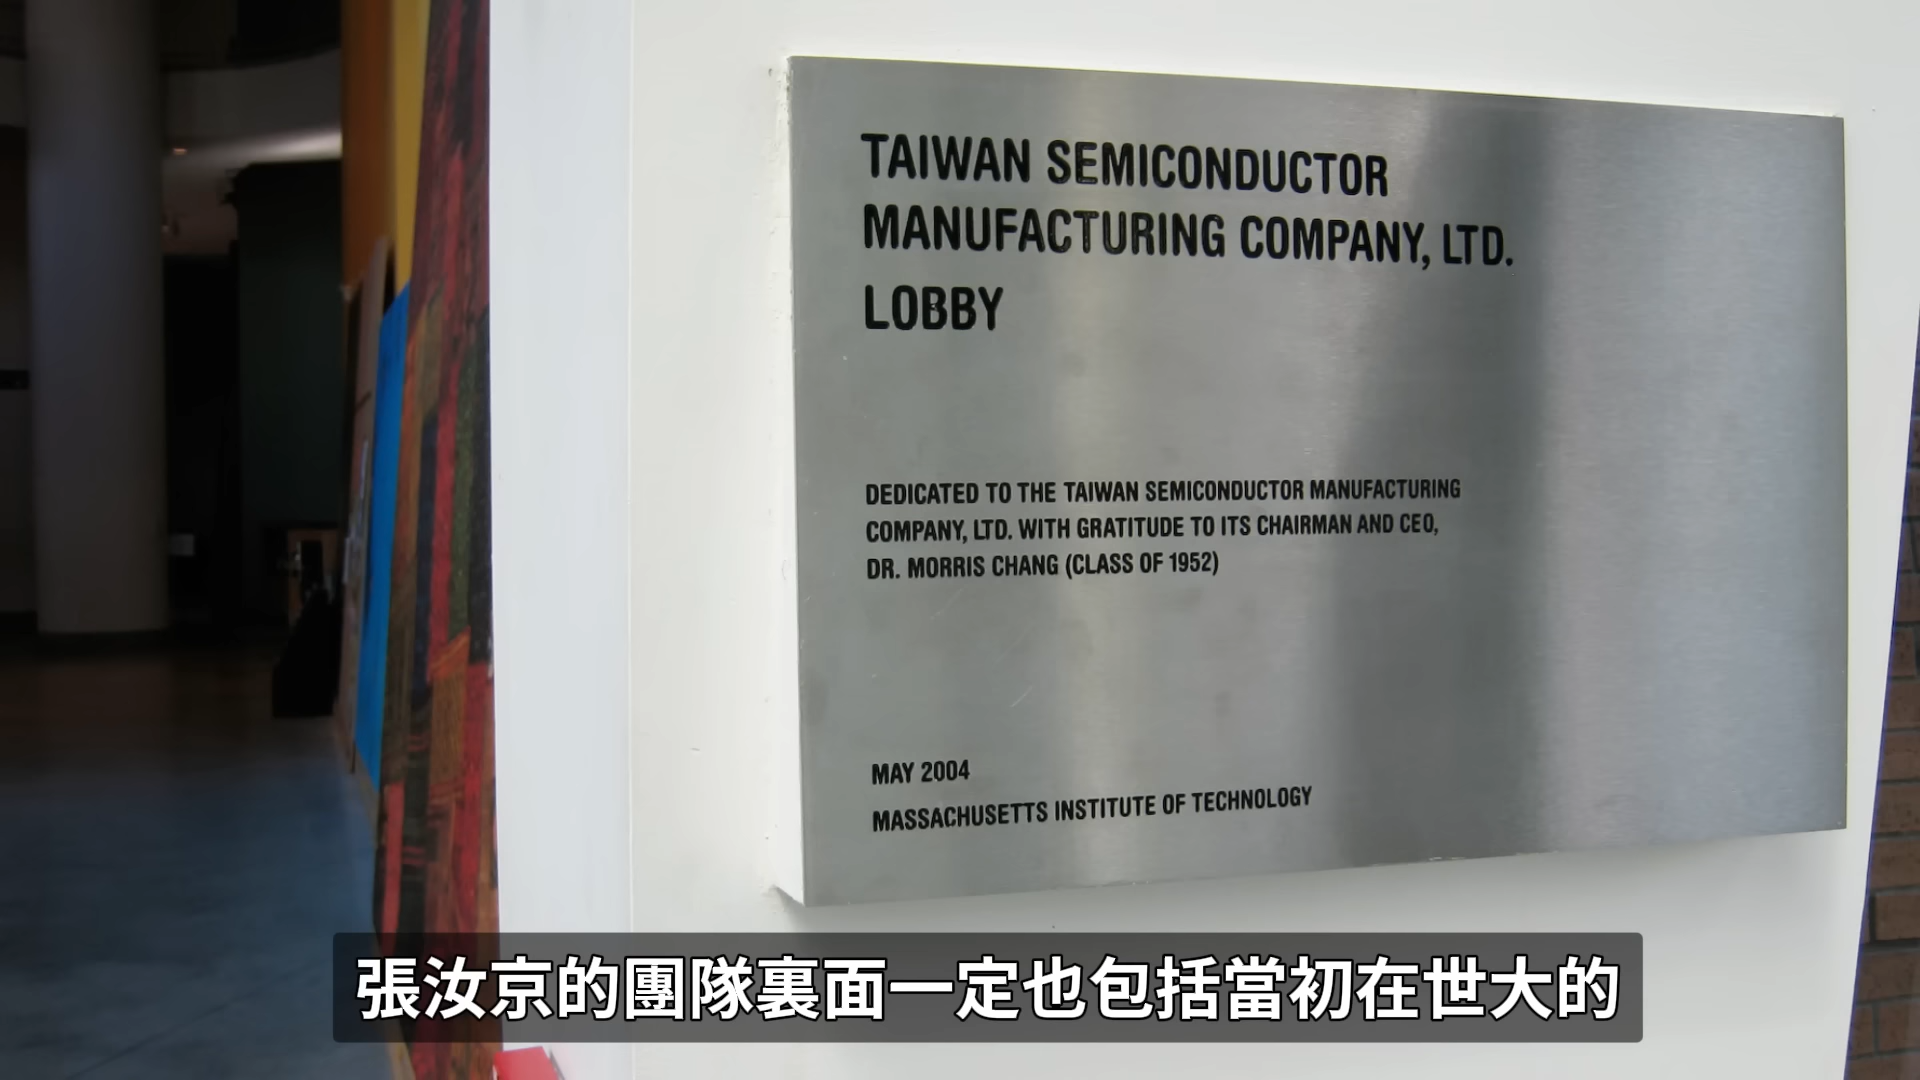 TAIWAN SEMICONDUCTOR
MANUFACTURING COMPANY, LTD.
LOBBY
DEDICATED TO THE TAIWAN SEMICONDUCTOR MANUFACTURING
COMPANY, LTD. WITH GRATITUDE TO ITS CHAIRMAN AND CEO,
DR. MORRIS CHANG (CLASS OF 1952)
MAY 2004
MASSACHUSETTS INSTITUTE OF TECHNOLOGY
張汝京的團隊裏面一定也包括當初在世大的